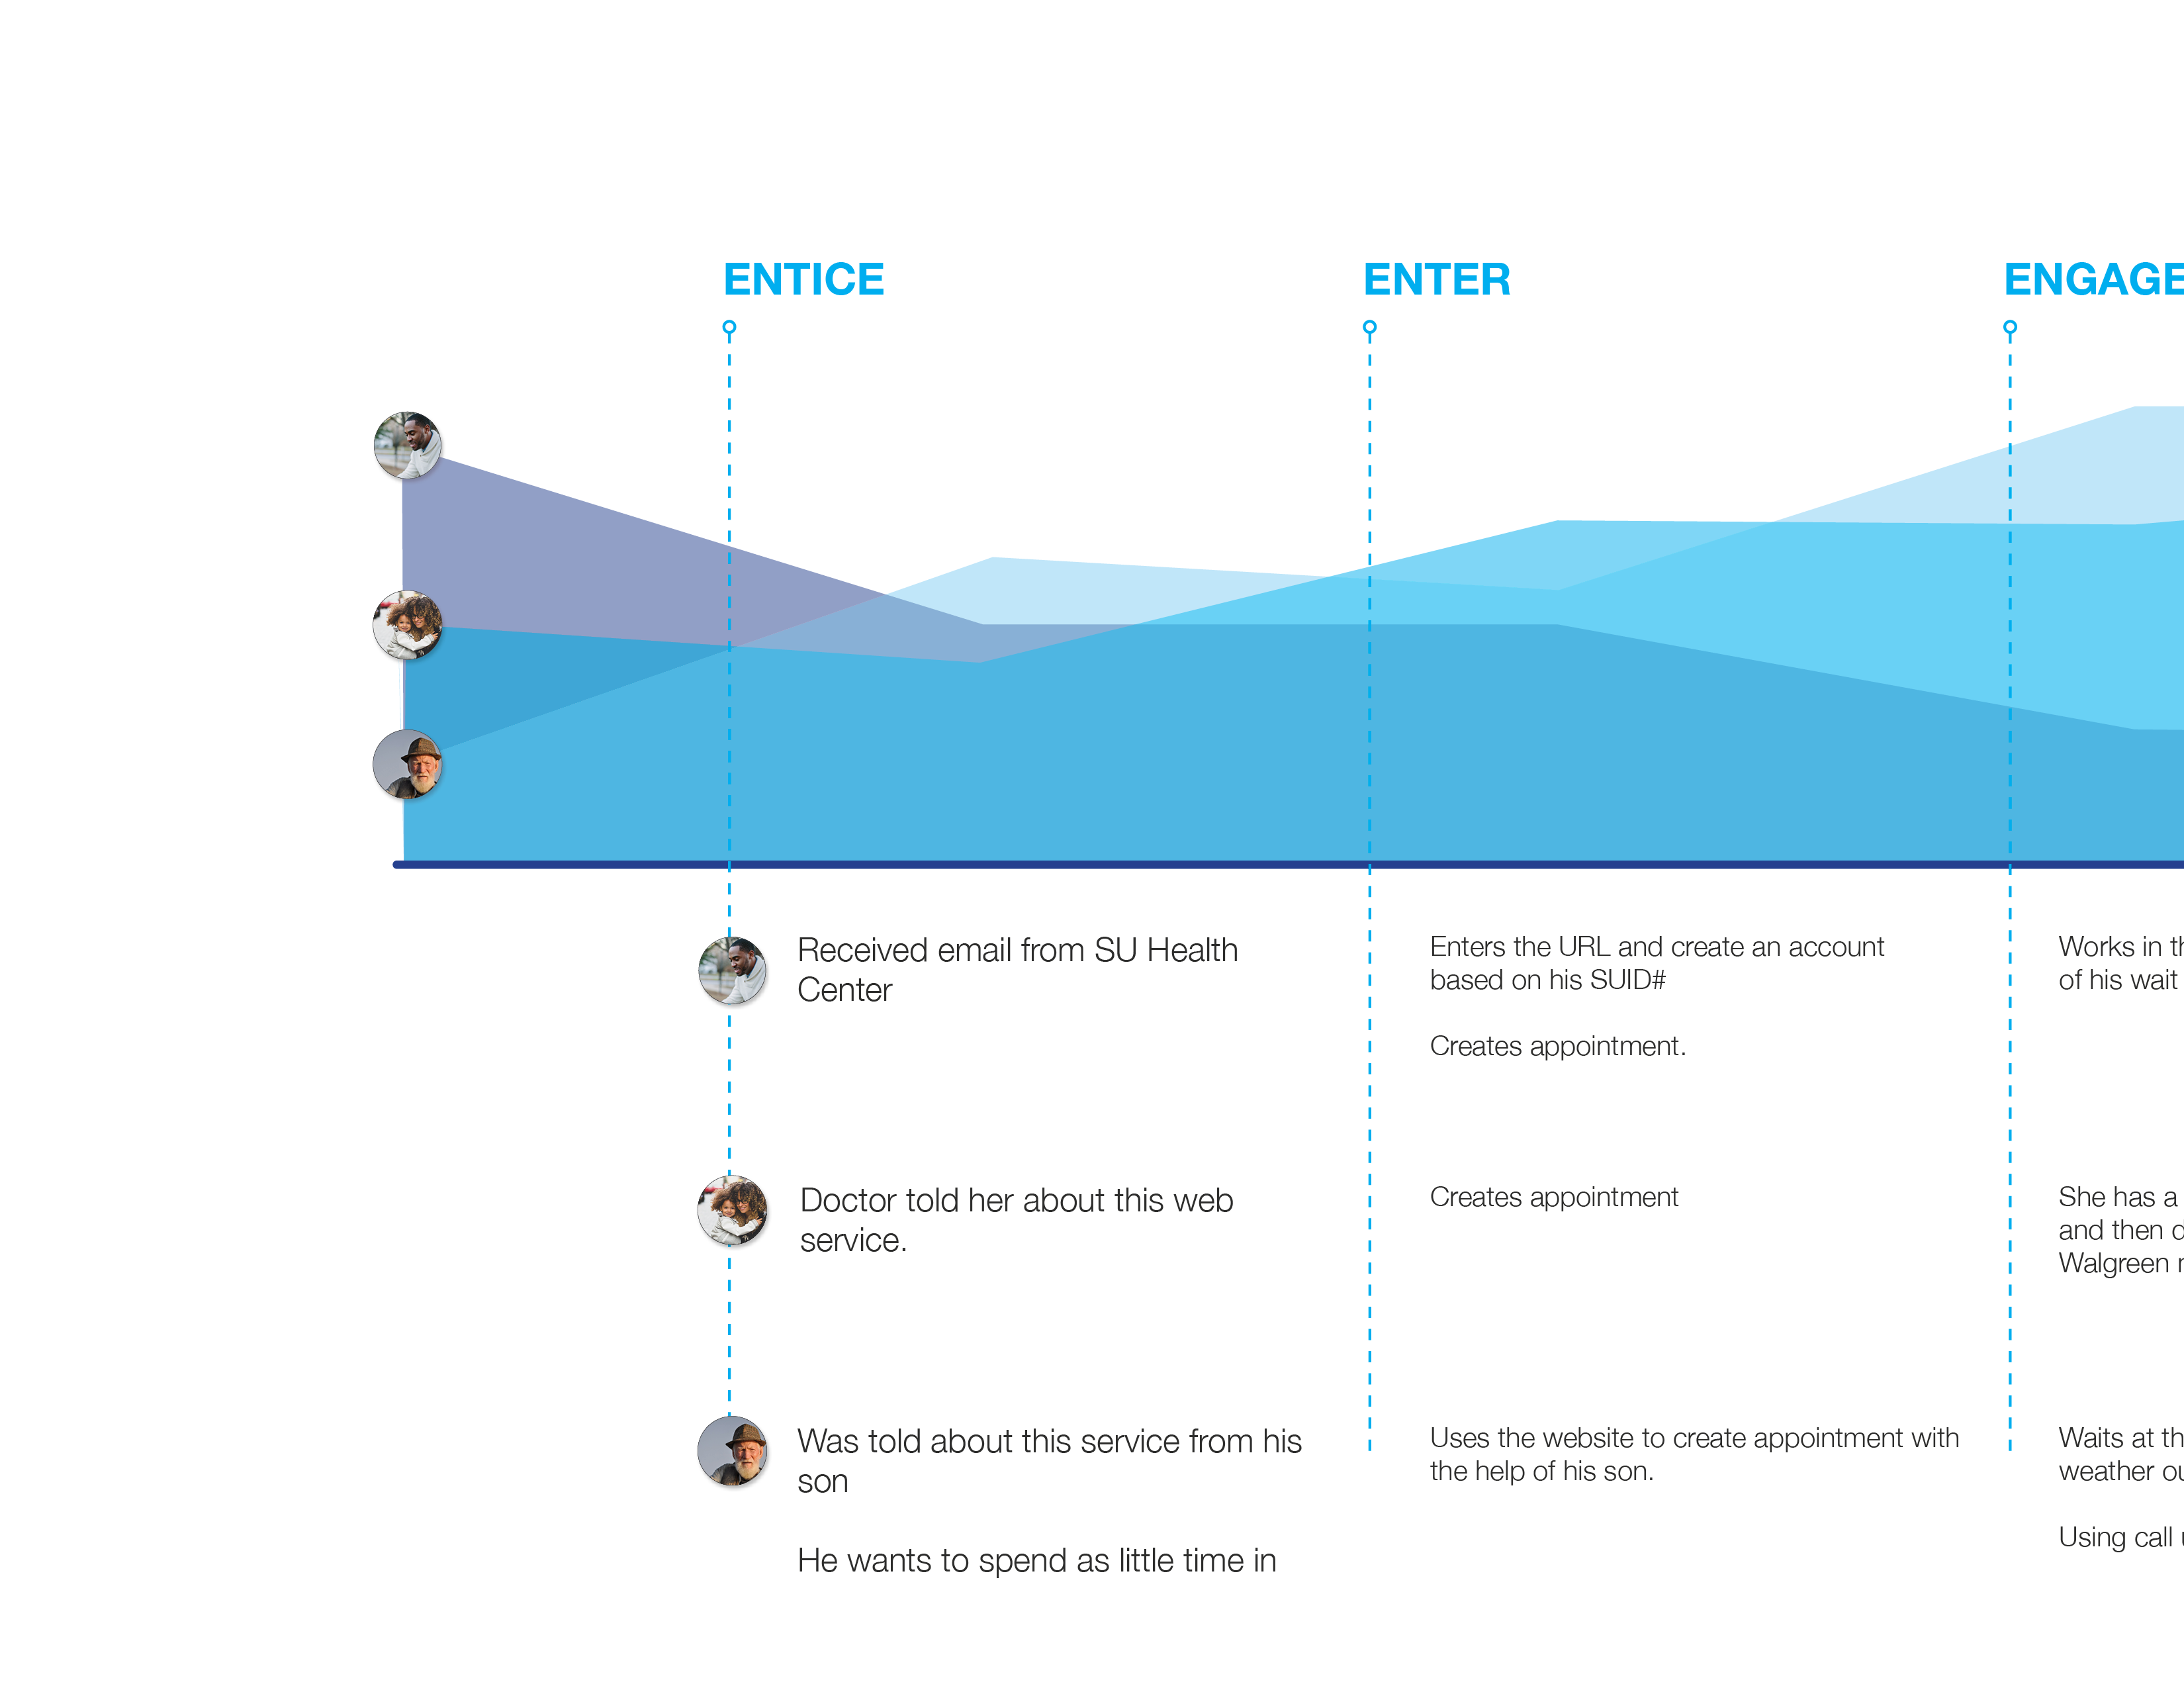 ENTICE
ENTER
ENGAGE
Received email from SU Health
Center
Enters the URL and create an account
based on his SUID#
Creates appointment.
Works in
of his wait
Doctor told her about this web
service.
Creates appointment
She has a
and then
Walgreen
Was told about this service from his
son
He wants to spend as little time in
Uses the website to create appointment with
the help of his son.
Waits at
weather
Using call